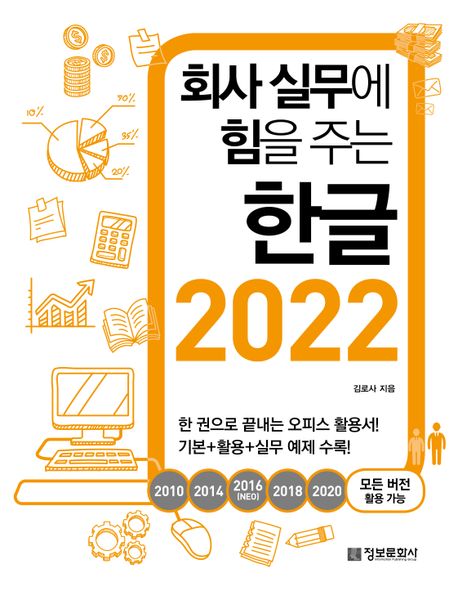 회사 실무에
힘을 주는
한글
2022
10%
30%
35%
20%
김로사 지음
한 권으로 끝내는 오피스 활용서!
기본+활용+실무 예제 수록!
2010
2014
2016
(NEO)
2018
2020
모든 버전
활용 가능
정보문화사